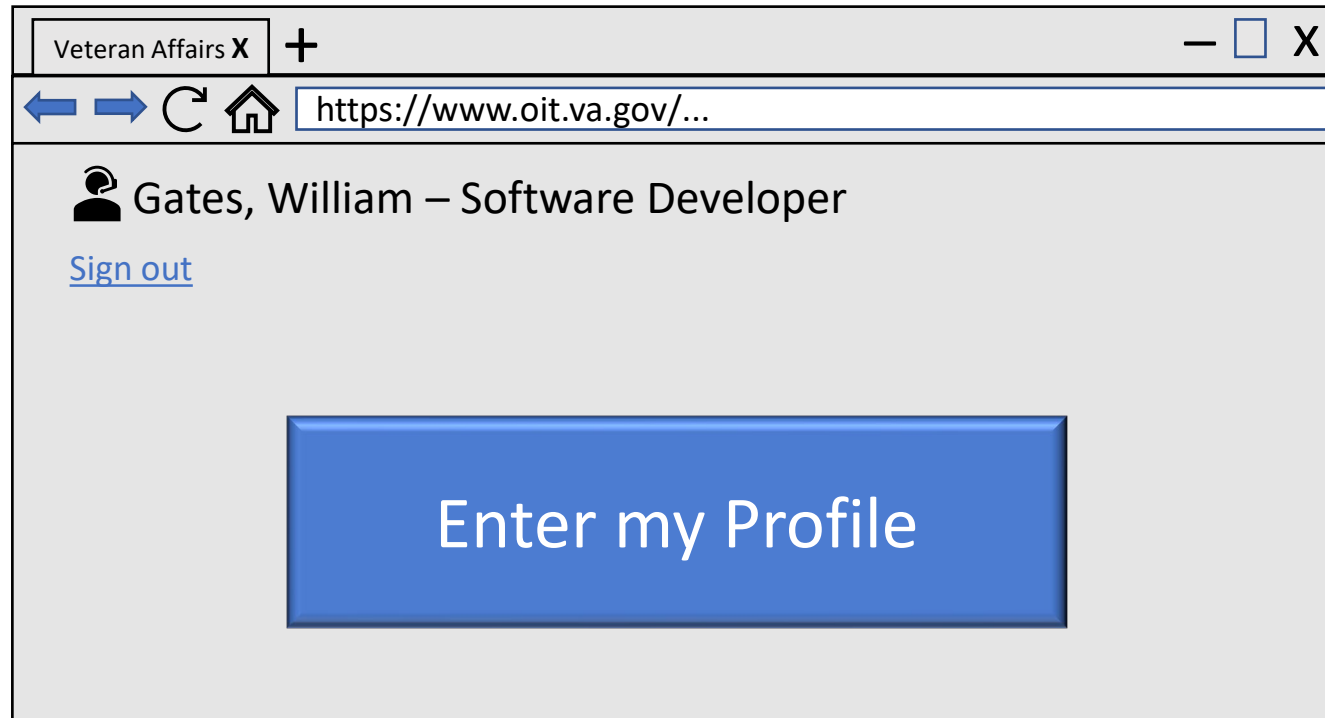 Veteran Affairs X +
https://www.oit.va.gov/...
Gates, William – Software Developer
Sign out
Enter my Profile